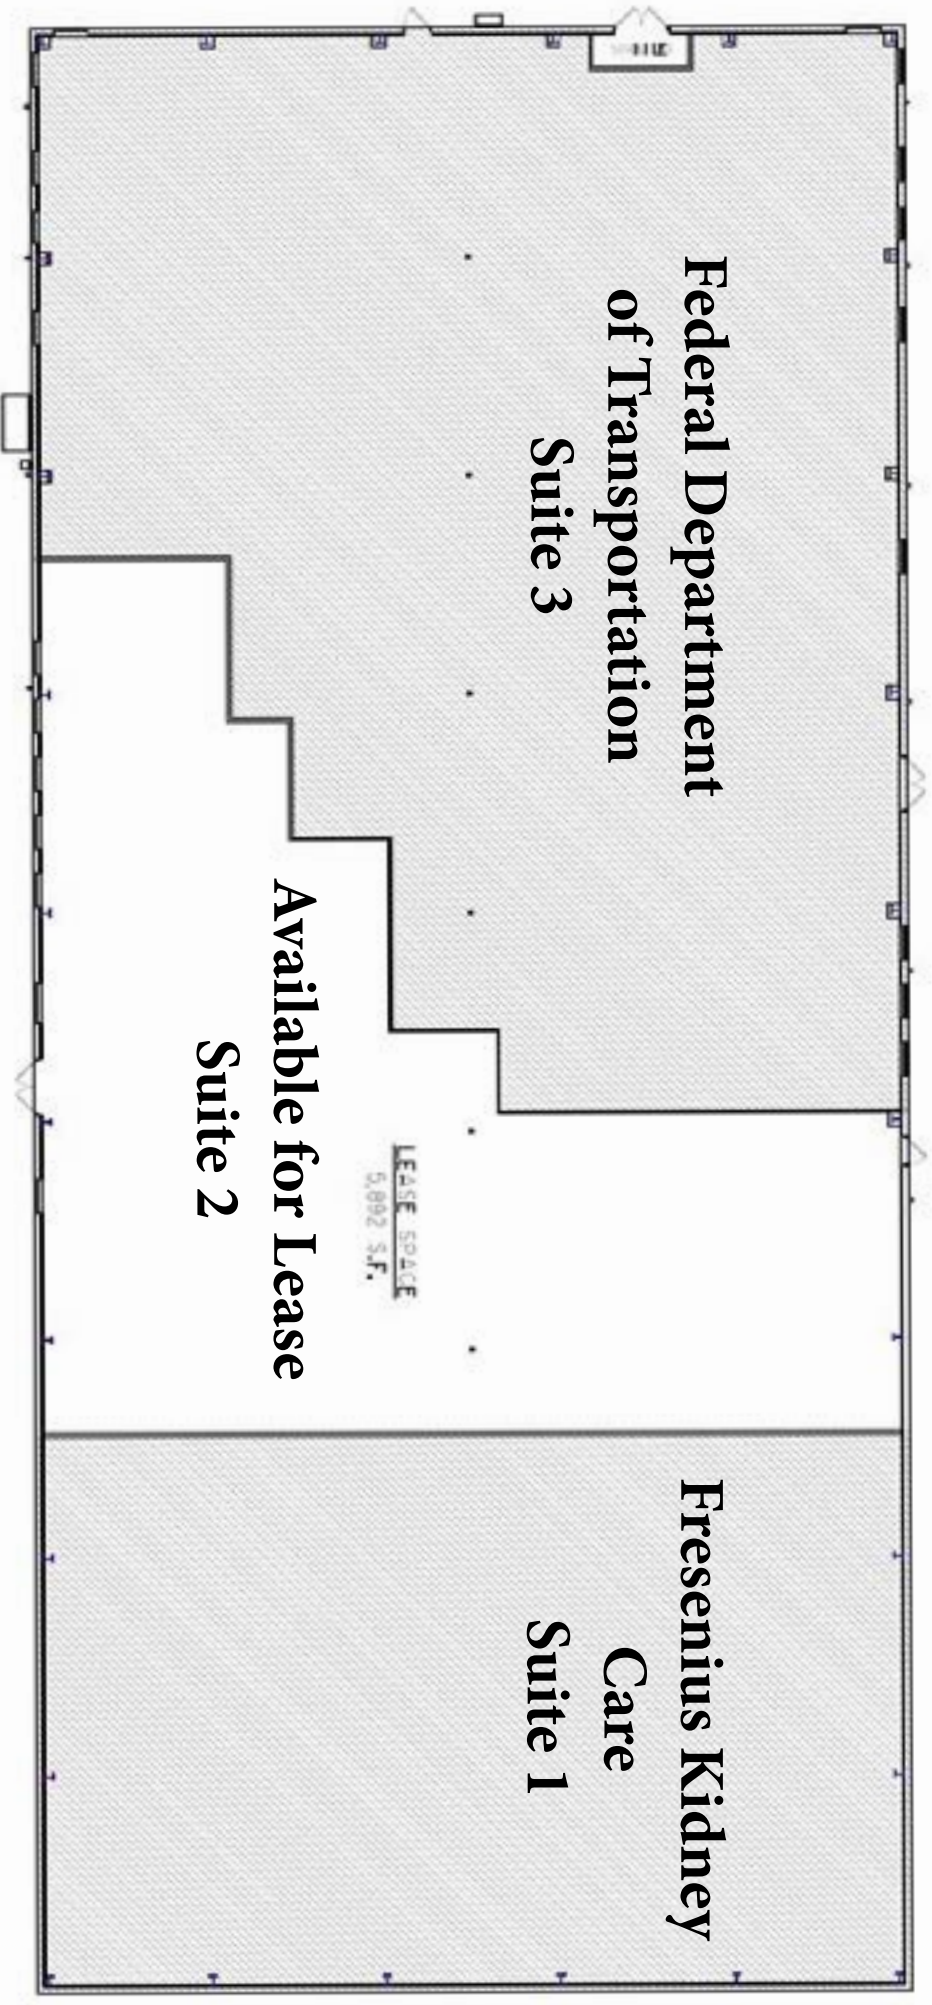 Federal Department
of Transportation
Suite 3
Available for Lease
Suite 2
LEASE SPACE
5,892 S.F.
Fresenius Kidney
Care
Suite 1